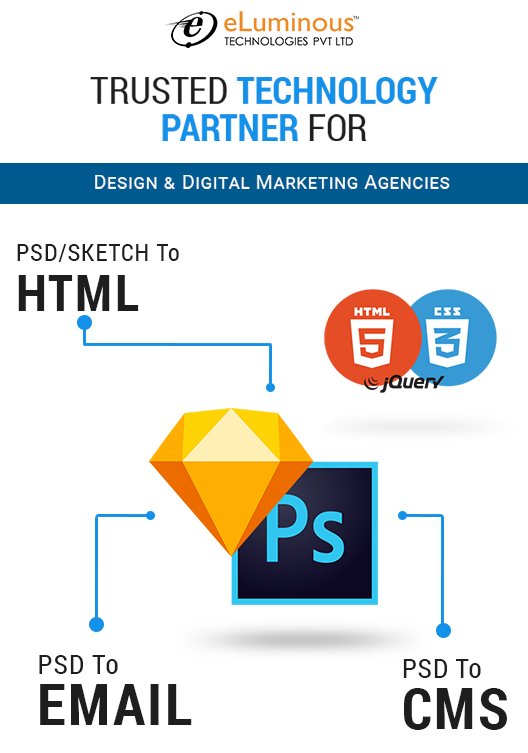 e eLuminous™
TECHNOLOGIES PVT LTD
TRUSTED TECHNOLOGY
PARTNER FOR
DESIGN & DIGITAL MARKETING AGENCIES
PSD/SKETCH To
HTML
HTML CSS
5 3
jQuery
Ps
PSD To
EMAIL
PSD To
CMS